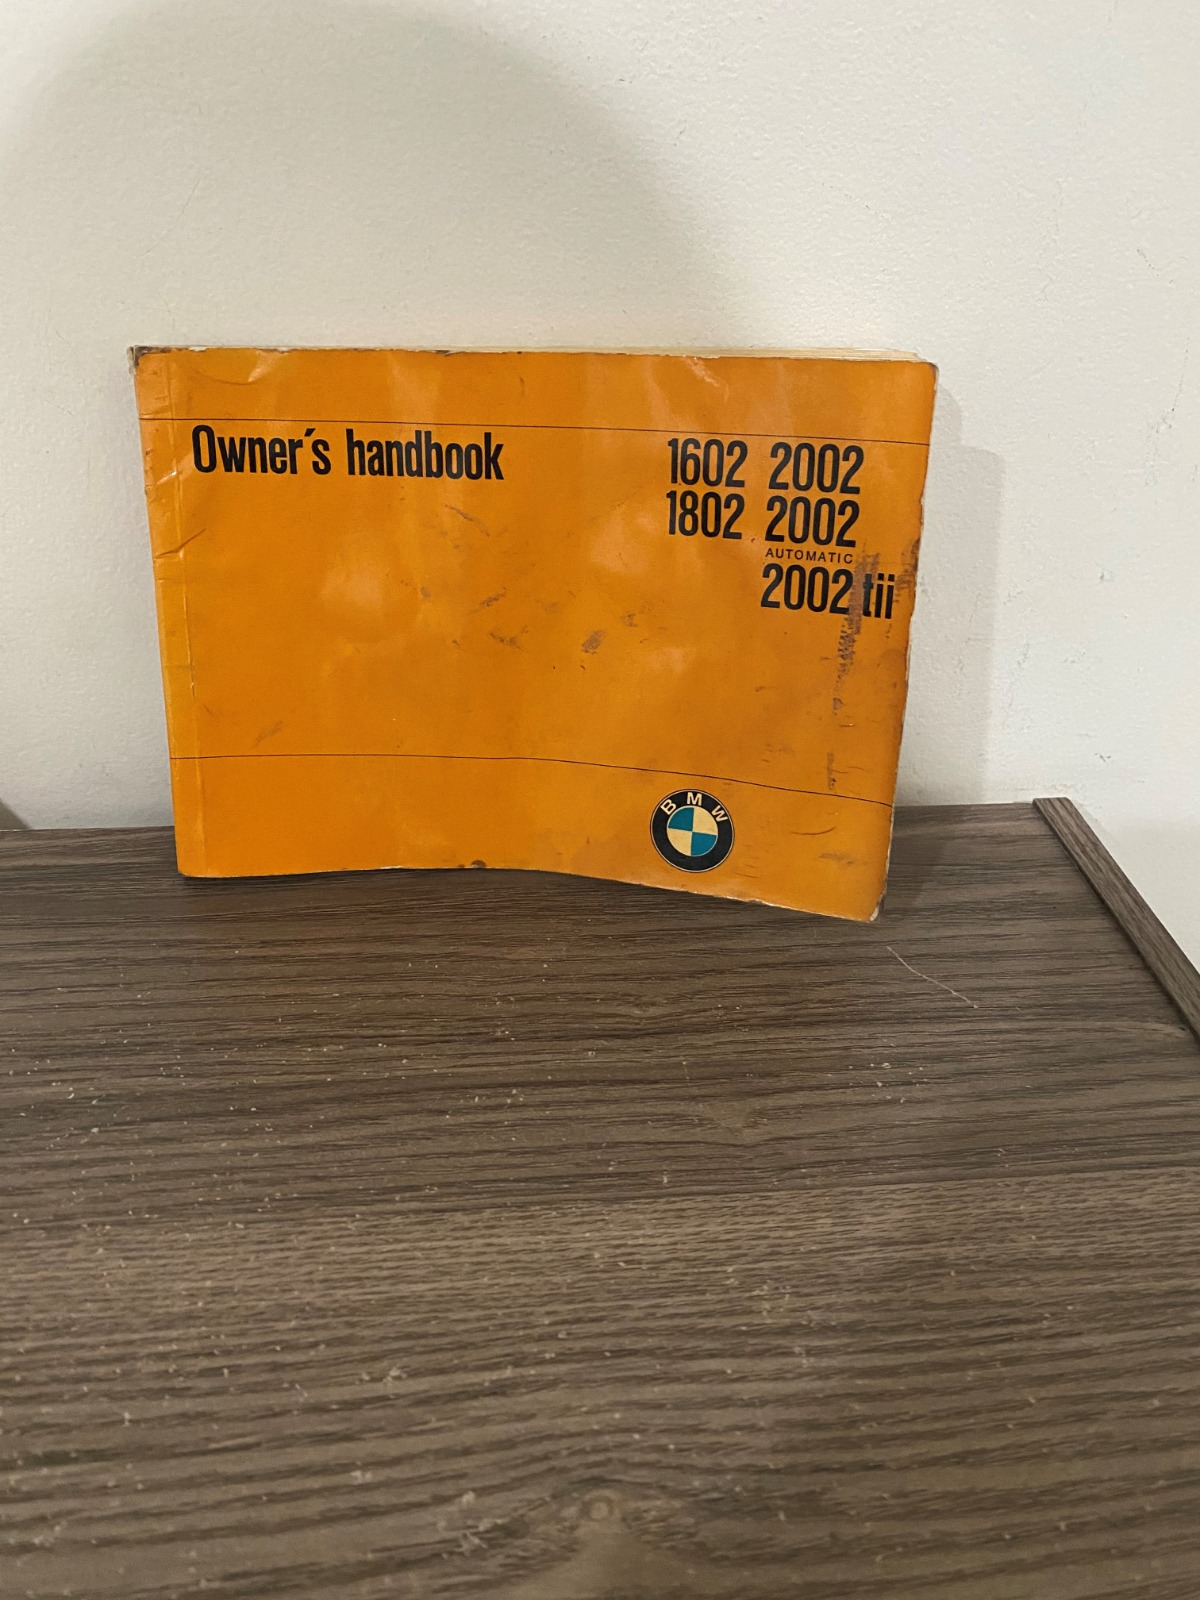 Owner´s handbook
1602 2002
1802 2002
AUTOMATIC
2002 tii
BMW